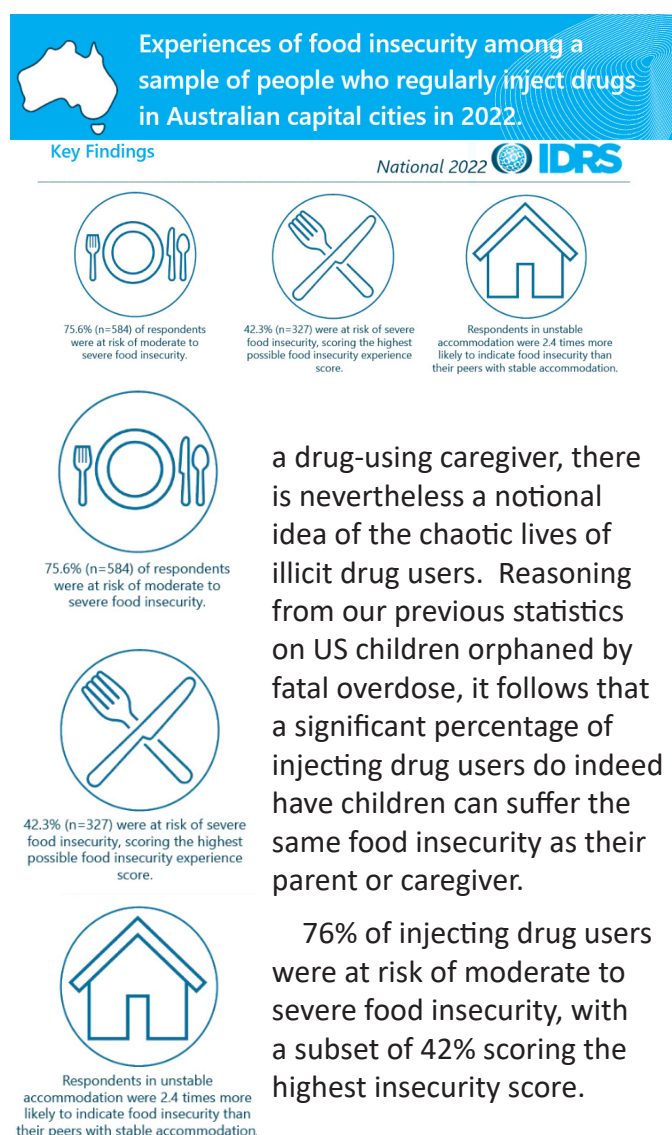 Experiences of food insecurity among a
sample of people who regularly inject drugs
in Australian capital cities in 2022.
Key Findings
National 2022 IDRS
75.6% (n=584) of respondents
were at risk of moderate to
severe food insecurity.
42.3% (n=327) were at risk of severe
food insecurity, scoring the highest
possible food insecurity experience
score.
Respondents in unstable
accommodation were 2.4 times more
likely to indicate food insecurity than
their peers with stable accommodation.
75.6% (n=584) of respondents
were at risk of moderate to
severe food insecurity.
42.3% (n=327) were at risk of severe
food insecurity, scoring the highest
possible food insecurity experience
score.
Respondents in unstable
accommodation were 2.4 times more
likely to indicate food insecurity than
their peers with stable accommodation.
a drug-using caregiver, there
is nevertheless a notional
idea of the chaotic lives of
illicit drug users. Reasoning
from our previous statistics
on US children orphaned by
fatal overdose, it follows that
a significant percentage of
injecting drug users do indeed
have children can suffer the
same food insecurity as their
parent or caregiver.
76% of injecting drug users
were at risk of moderate to
severe food insecurity, with
a subset of 42% scoring the
highest insecurity score.